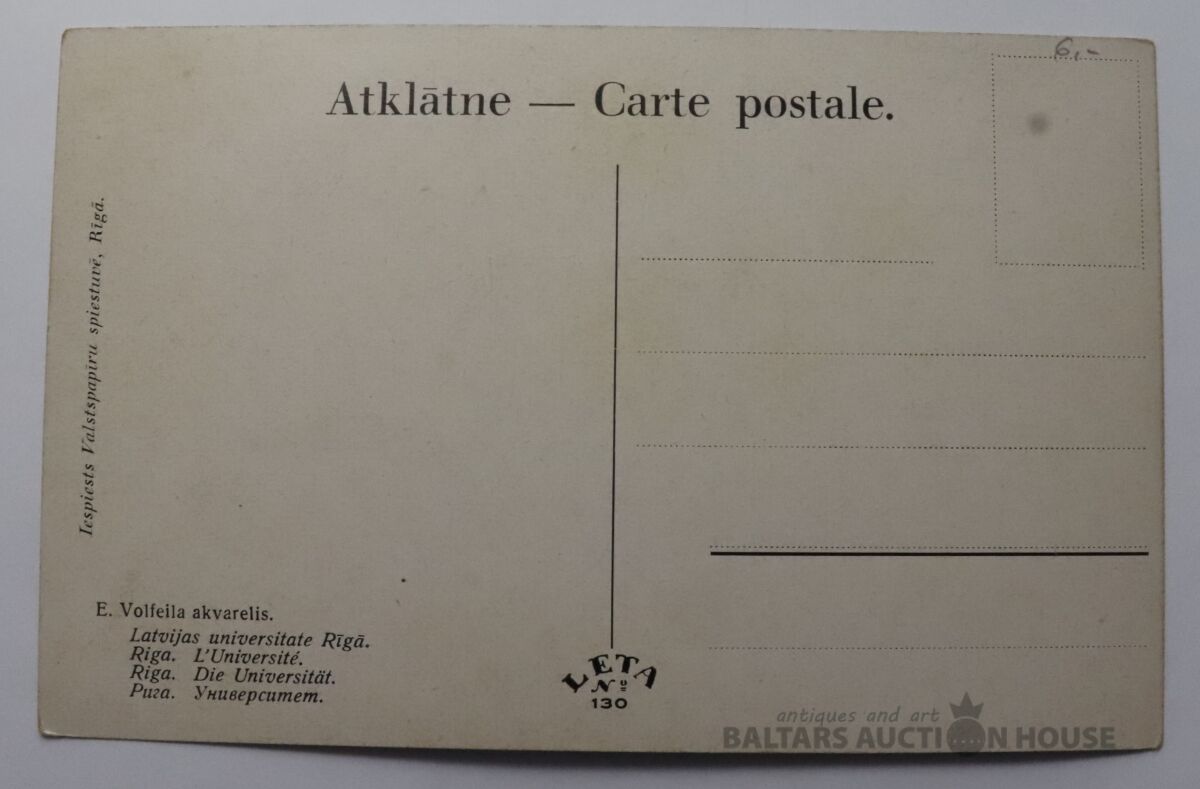 6,-
Atklātne — Carte postale.
Iespiests Valstspapīru spiestuvē, Rīgā.
E. Volfeila akvarelis.
Latvijas universitate Rīgā.
Riga. L'Université.
Riga. Die Universität.
Рига. Университет.
LETA
№
130
antiques and art
BALTARS AUCTION HOUSE